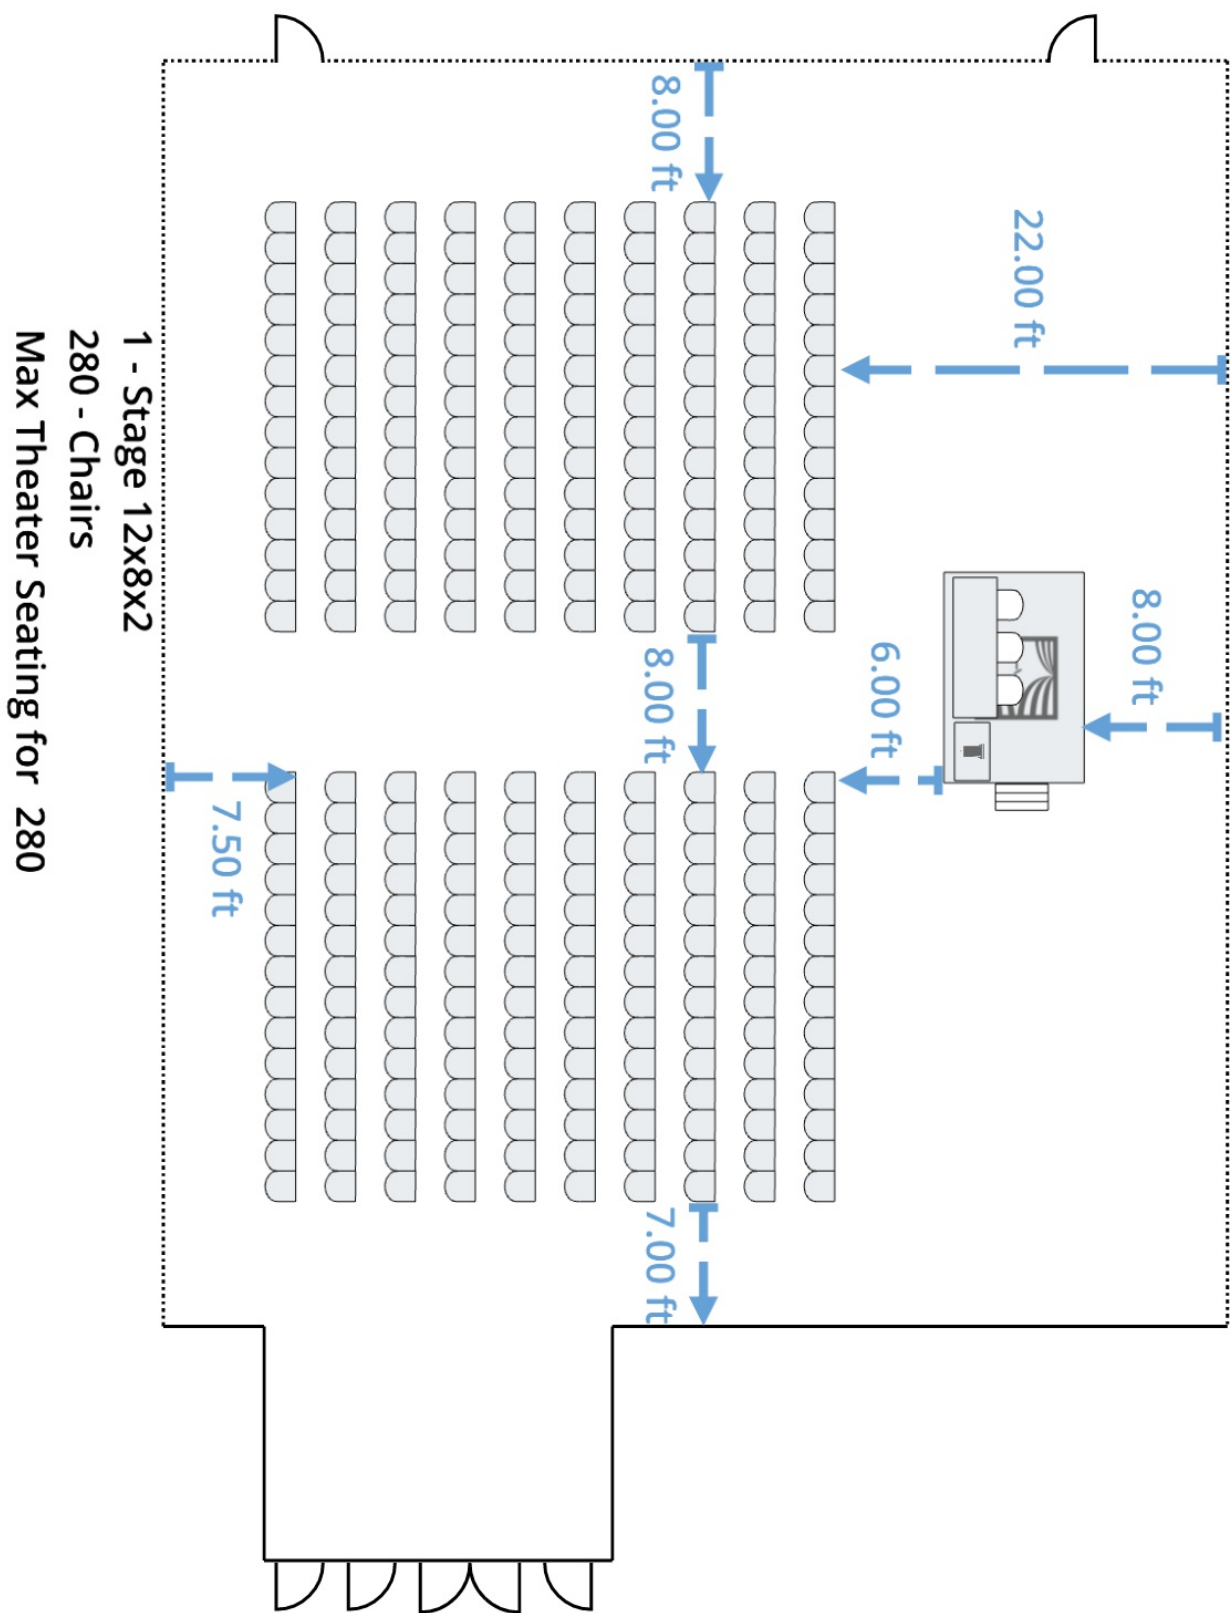 8.00 ft
22.00 ft
8.00 ft
6.00 ft
8.00 ft
7.50 ft
7.00 ft
1 - Stage 12x8x2
280 - Chairs
Max Theater Seating for 280